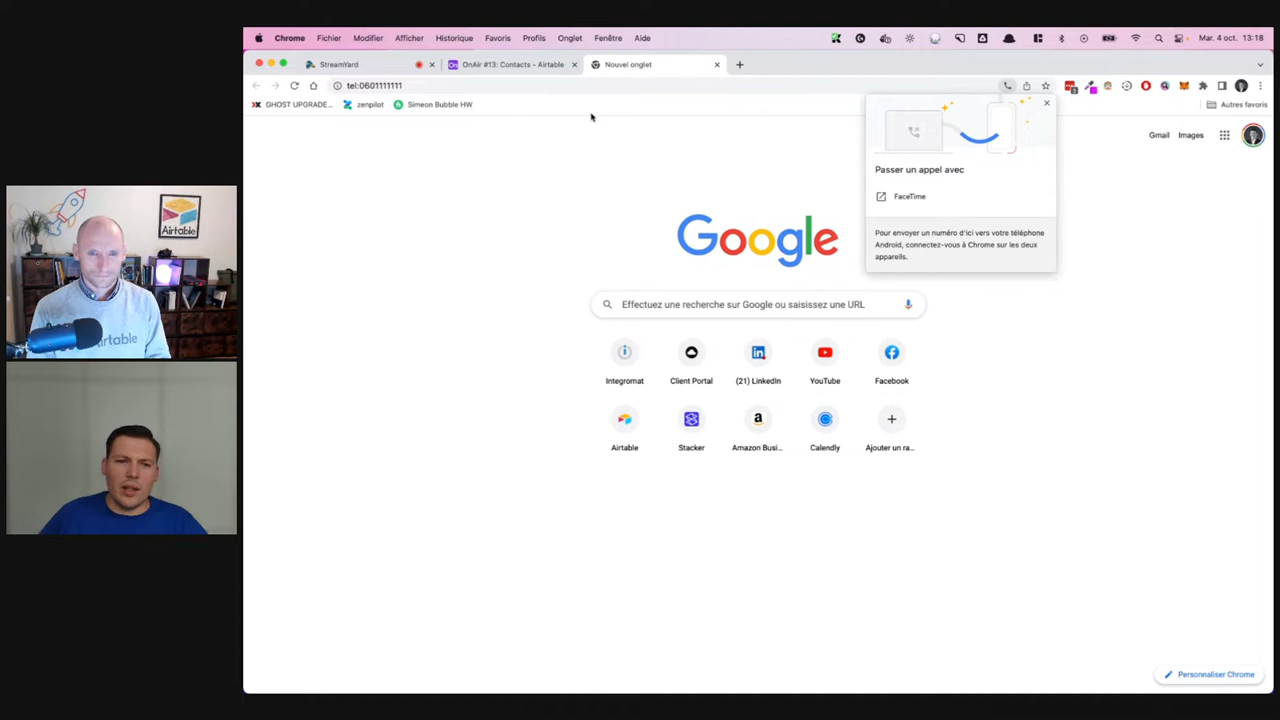 Chrome Fichier Modifier Afficher Historique Favoris Profils Onglet Fenêtre Aide Mar. 4 oct. 13:18
StreamYard OnAir #13: Contacts - Airtable Nouvel onglet
tel:0601111111
GHOST UPGRADE... zenpilot Simeon Bubble HW Autres favoris
Gmail Images
Passer un appel avec
FaceTime
Pour envoyer un numéro d'ici vers votre téléphone
Android, connectez-vous à Chrome sur les deux
appareils.
Google
Effectuez une recherche sur Google ou saisissez une URL
Integromat Client Portal (21) LinkedIn YouTube Facebook
Airtable Stacker Amazon Busi... Calendly Ajouter un ra...
Personnaliser Chrome
Airtable
Airtable